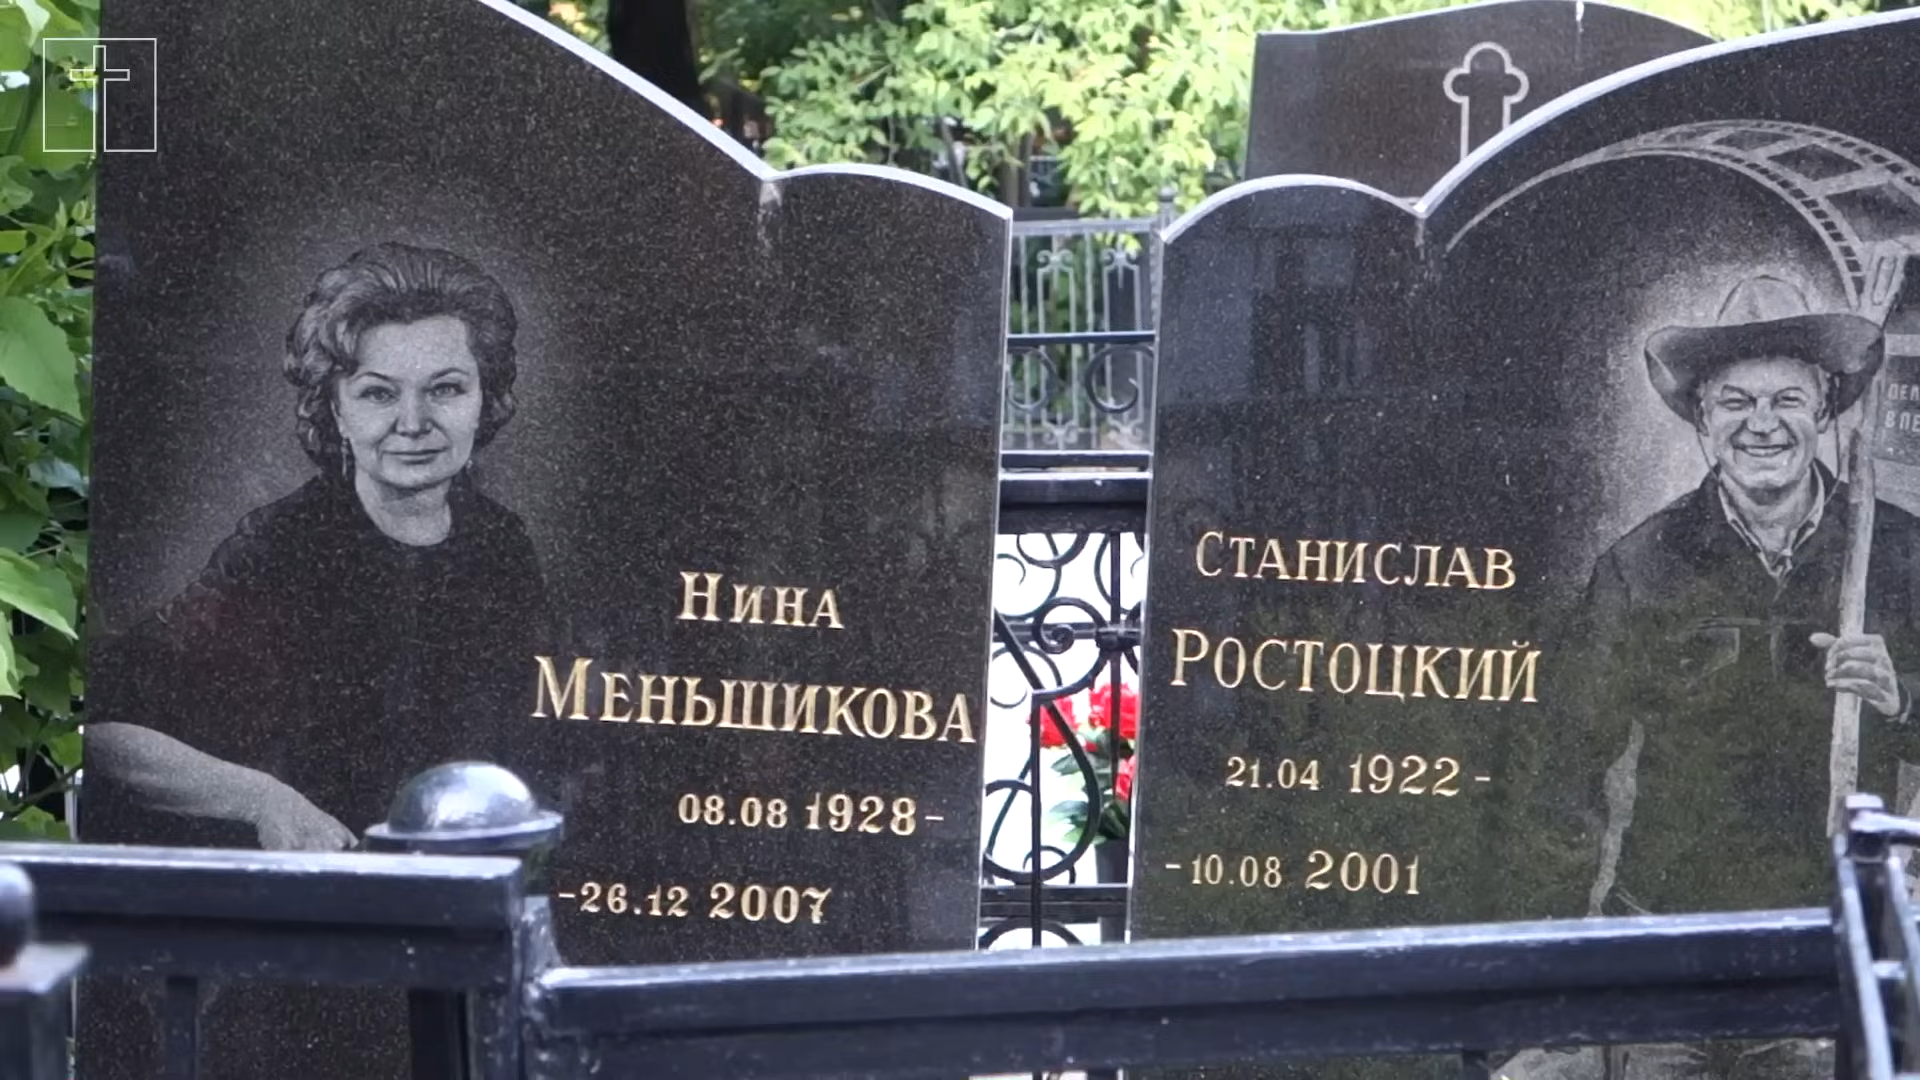 Нина
Меньшикова
08.08 1928-
-26.12 2007
Станислав
Ростоцкий
21.04 1922-
-10.08 2001